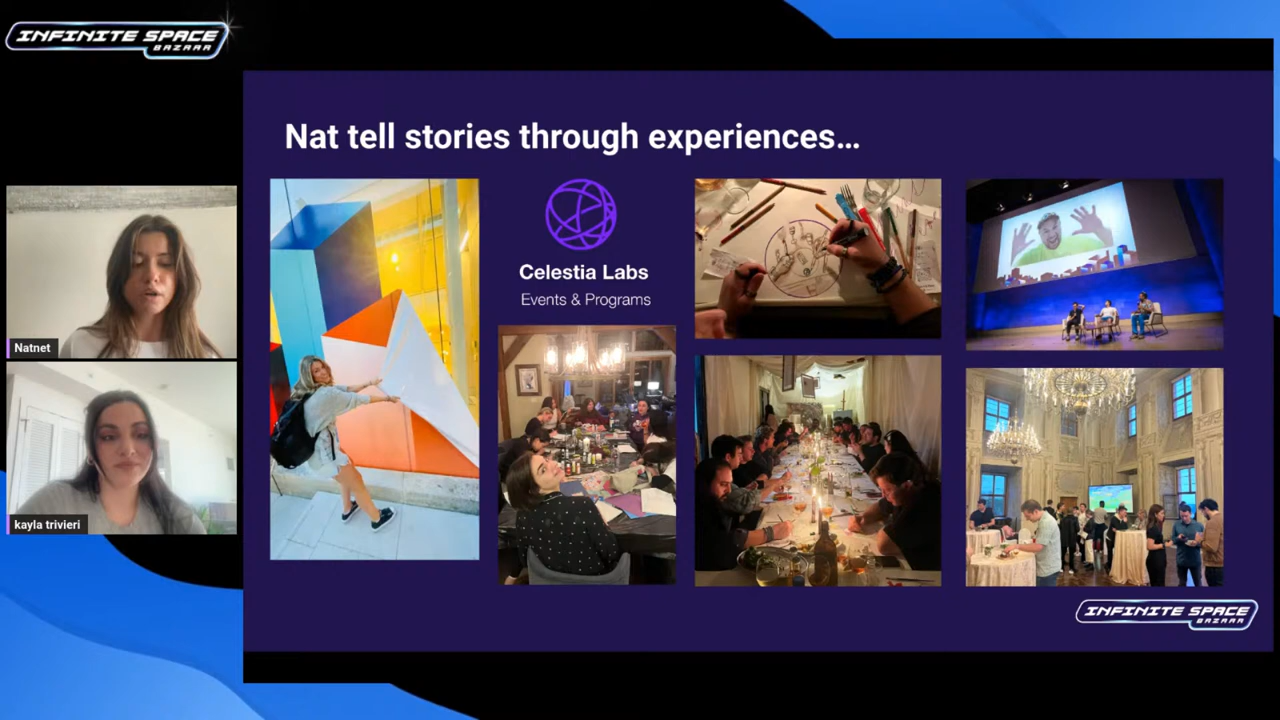 INFINITE SPACE
BAZAAR
Nat tell stories through experiences...
Celestia Labs
Events & Programs
Natnet
kayla trivieri
INFINITE SPACE
BAZAAR